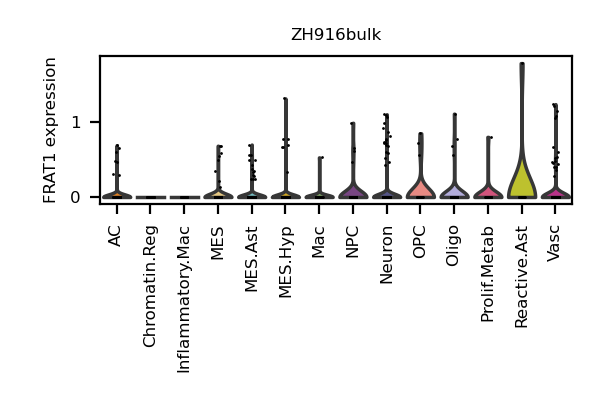 ZH916bulk
FRAT1 expression
1
0
AC
Chromatin.Reg
Inflammatory.Mac
MES
MES.Ast
MES.Hyp
Mac
NPC
Neuron
OPC
Oligo
Prolif.Metab
Reactive.Ast
Vasc